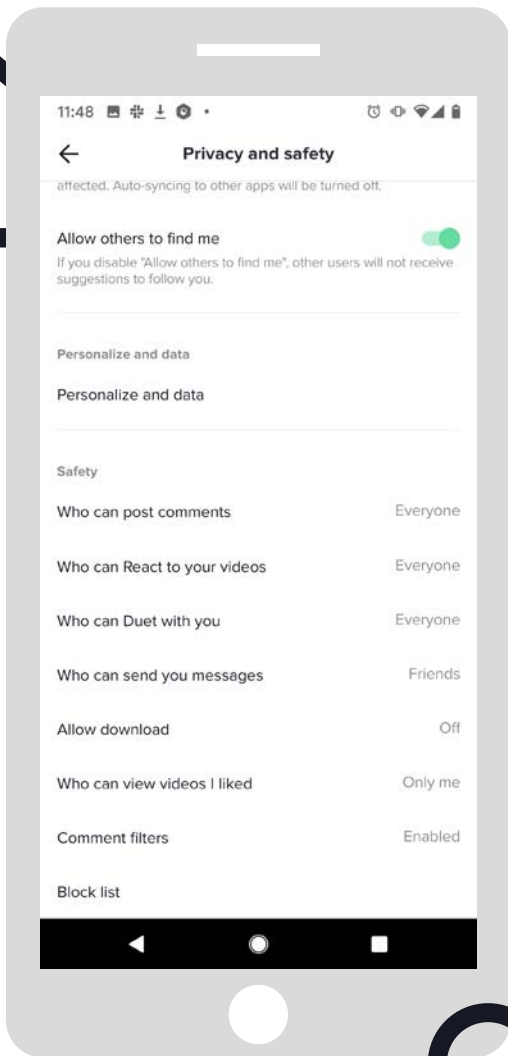 11:48
Privacy and safety
affected. Auto-syncing to other apps will be turned off.
Allow others to find me
If you disable "Allow others to find me", other users will not receive
suggestions to follow you.
Personalize and data
Personalize and data
Safety
Who can post comments Everyone
Who can React to your videos Everyone
Who can Duet with you Everyone
Who can send you messages Friends
Allow download Off
Who can view videos I liked Only me
Comment filters Enabled
Block list